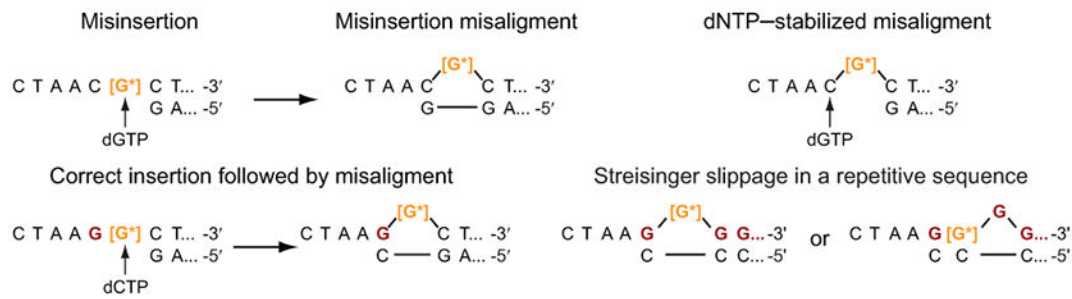 Misinsertion
Misinsertion misaligment
dNTP–stabilized misaligment
[G*]
[G*]
C T A A C [G*] C T... -3′
C T A A C C T... -3′
C T A A C C T... -3′
G A... -5′
G G A... -5′
G A... -5′
dGTP
dGTP
Correct insertion followed by misaligment
Streisinger slippage in a repetitive sequence
[G*]
[G*]
G
C T A A G [G*] C T... -3′
C T A A G C T... -3′
C T A A G G G... -3'
or
C T A A G [G*] G... -3′
G A... -5′
C G A... -5′
C C C... -5′
C C C... -5′
dCTP